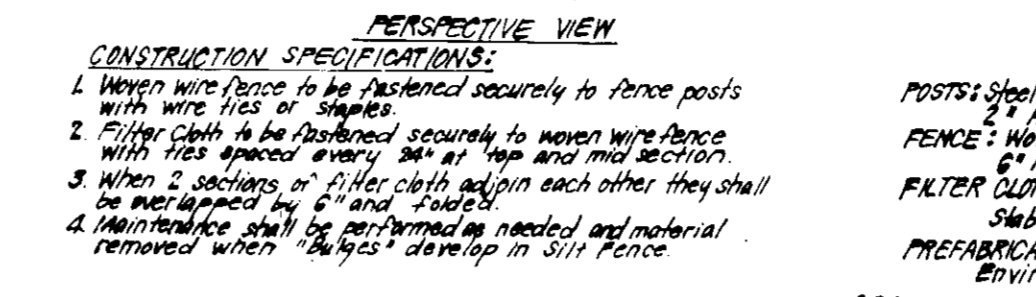 PERSPECTIVE VIEW
CONSTRUCTION SPECIFICATIONS:
1. Woven wire fence to be fastened securely to fence posts
with wire ties or staples.
2. Filter cloth to be fastened securely to woven wire fence
with ties spaced every 24" at top and mid section.
3. When 2 sections of filter cloth adjoin each other they shall
be overlapped by 6" and folded.
4. Maintenance shall be performed as needed and material
removed when "Bulges" develop in Silt Fence.
POSTS: Steel
2"
FENCE: Wo
6"
FILTER CLOT
Stab
PREFABRICA
Envir